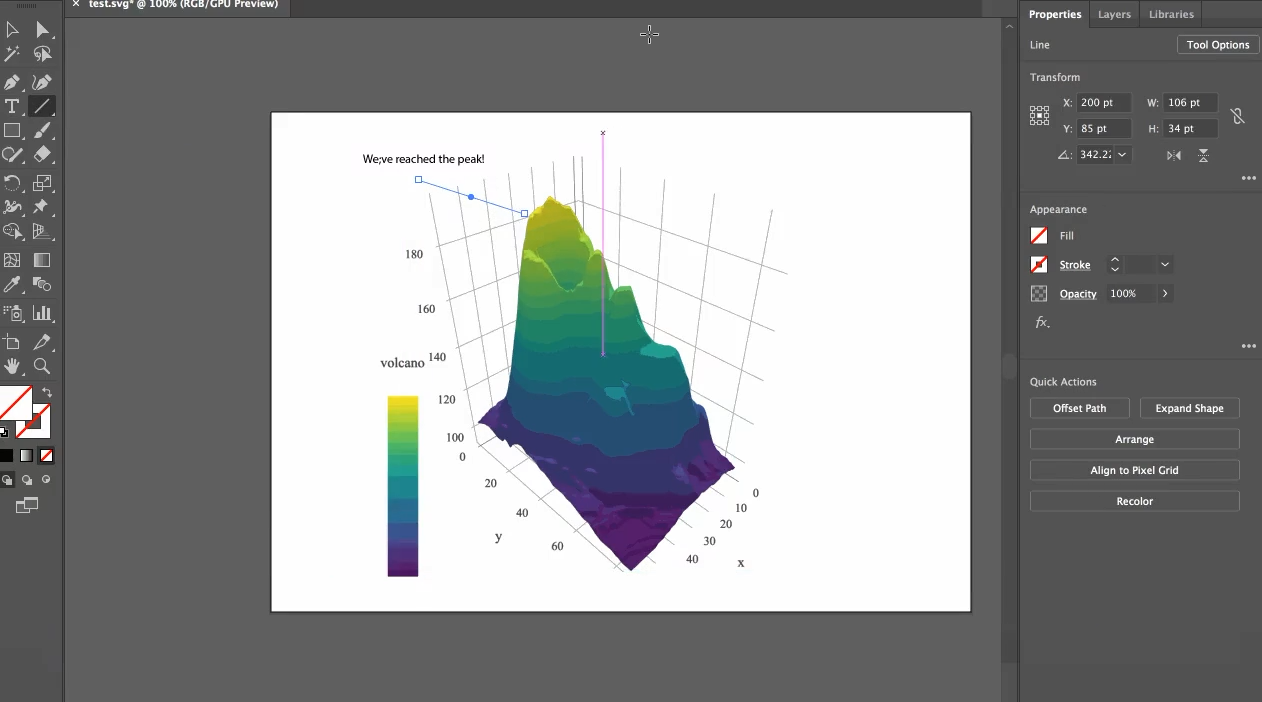 × test.svg* @ 100% (RGB/GPU Preview)
Properties Layers Libraries
Line Tool Options
Transform
X: 200 pt W: 106 pt
Y: 85 pt H: 34 pt
342.22
Appearance
Fill
Stroke
Opacity 100%
fx.
Quick Actions
Offset Path Expand Shape
Arrange
Align to Pixel Grid
Recolor
We;ve reached the peak!
180
160
140
120
100
volcano
0
20
40
60
y
0
10
20
30
40
x
T